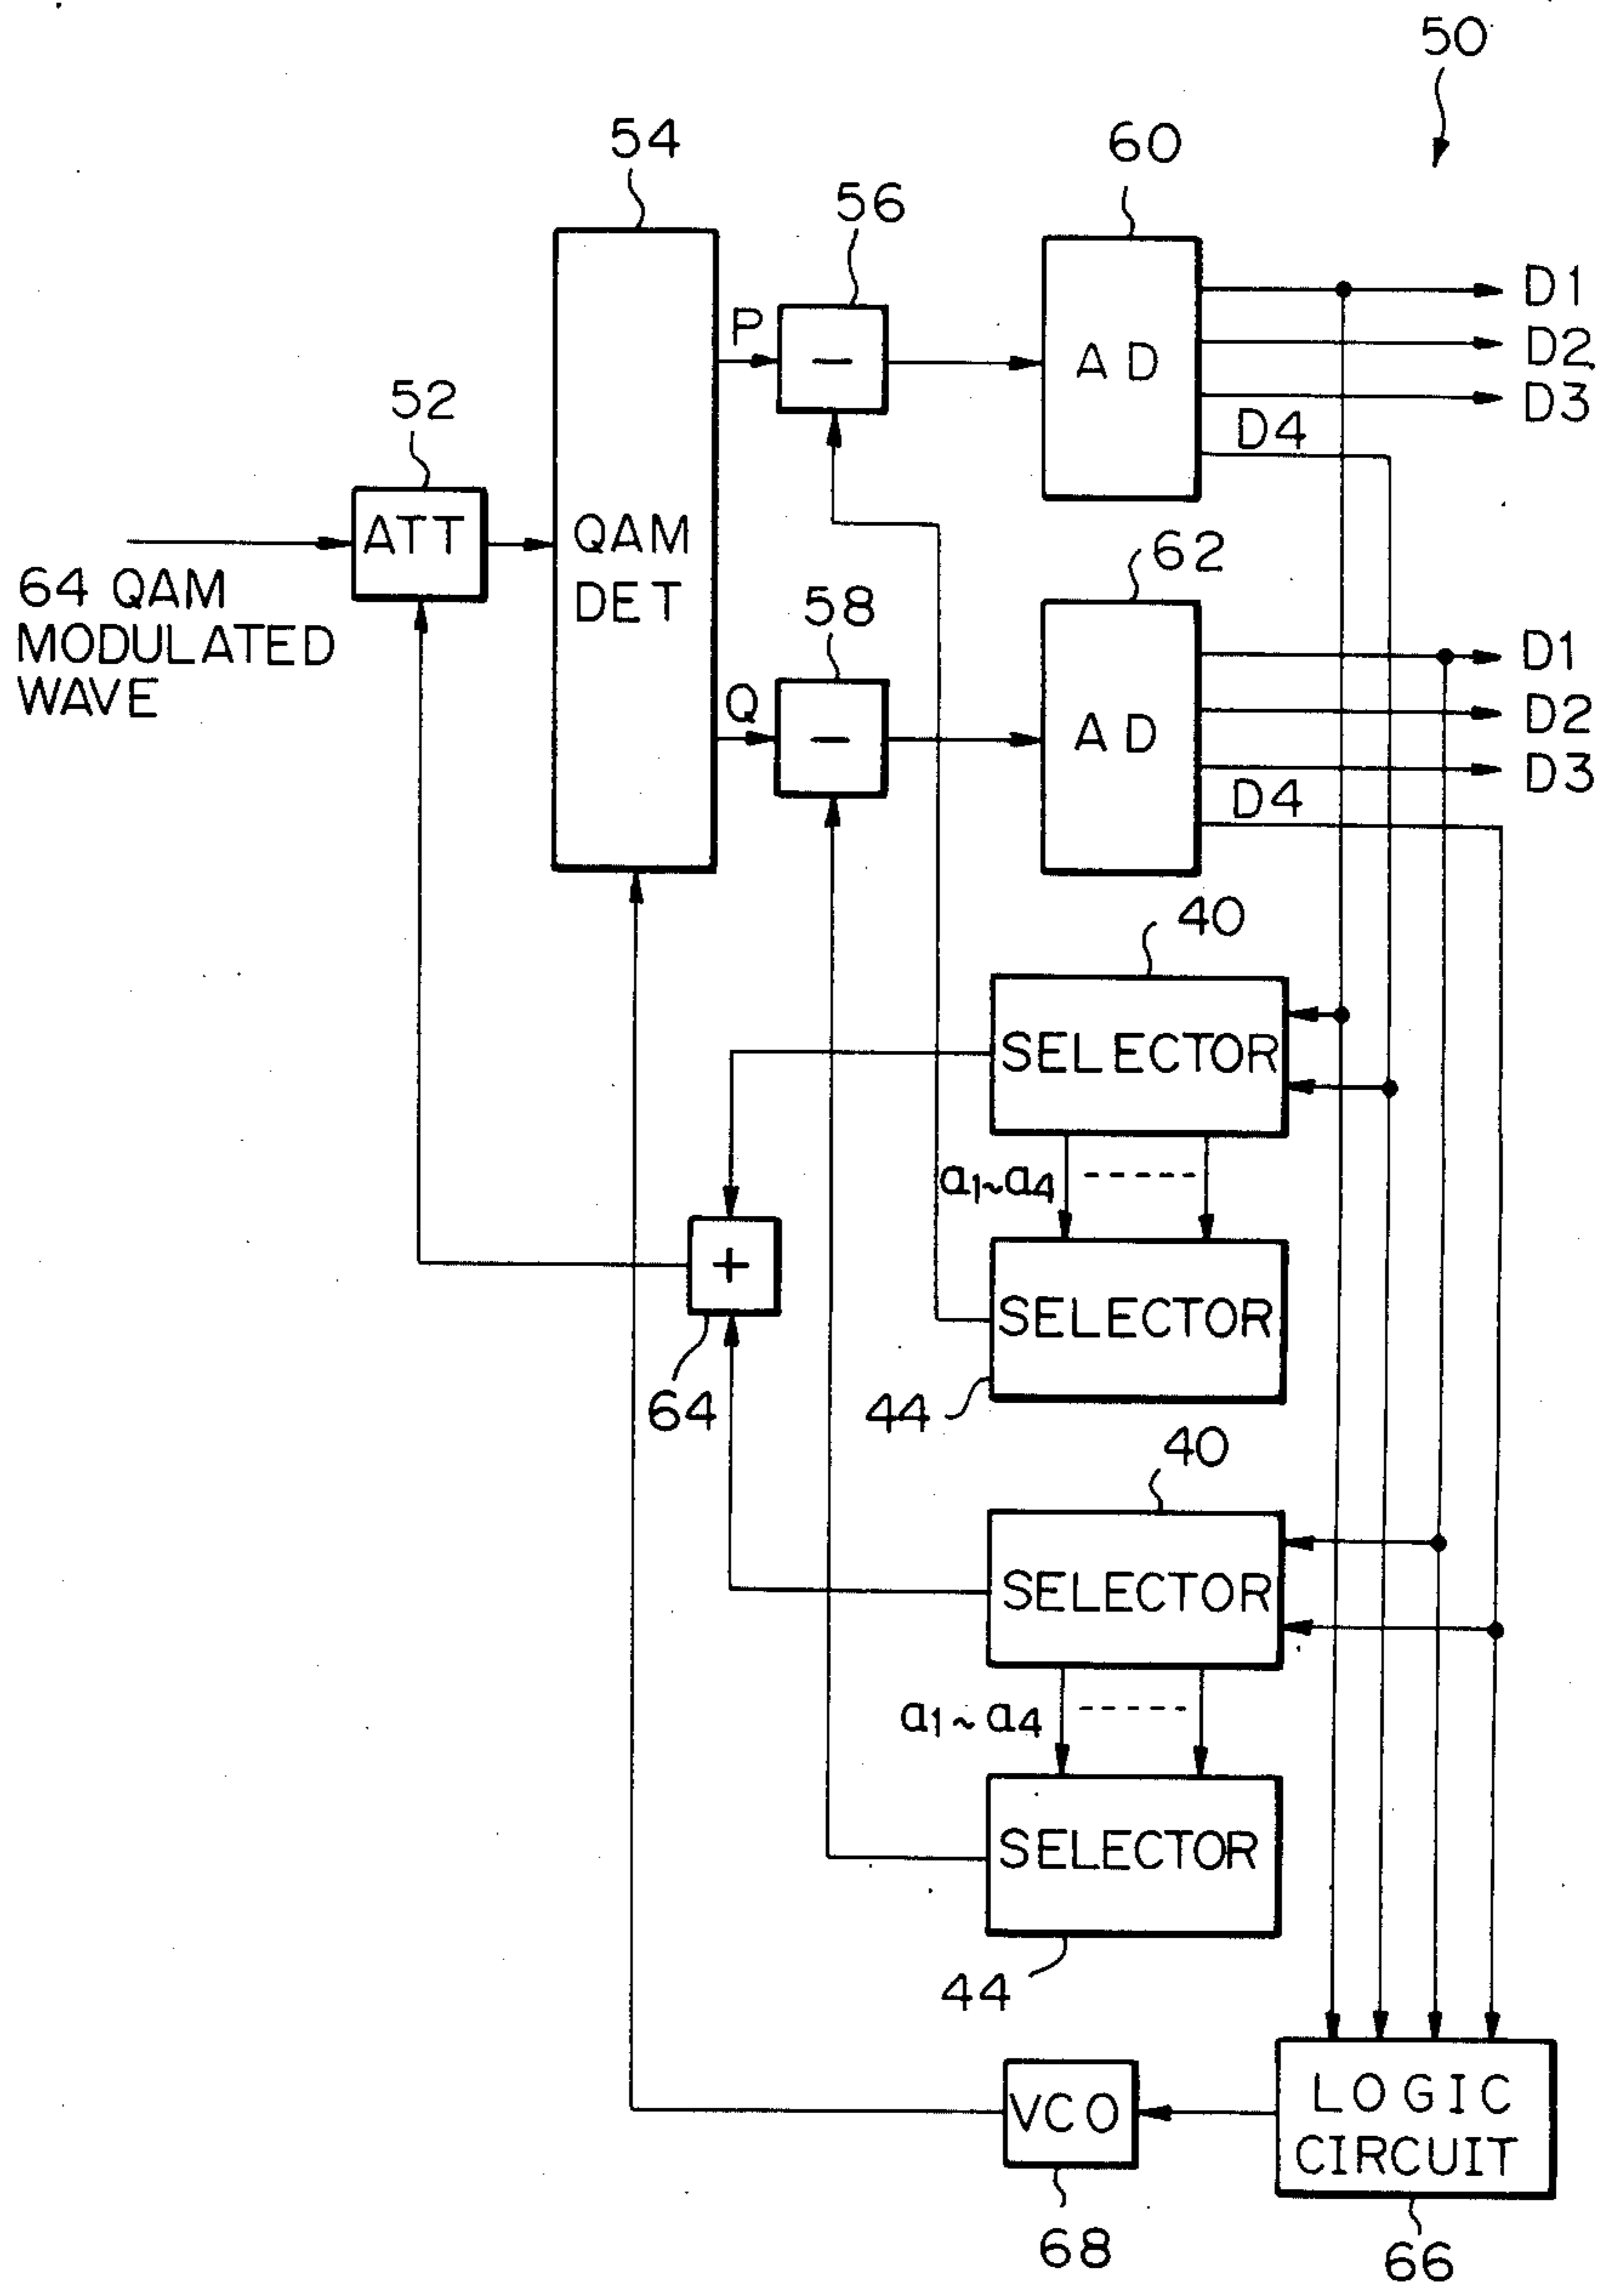 50
54
60
56
D1
P
-
AD
D2
52
D3
D4
ATT
QAM
DET
62
64 QAM
MODULATED
WAVE
58
D1
Q
-
AD
D2
D3
D4
40
SELECTOR
a1~a4
+
SELECTOR
64
44
40
SELECTOR
a1~a4
SELECTOR
44
VCO
LOGIC
CIRCUIT
68
66